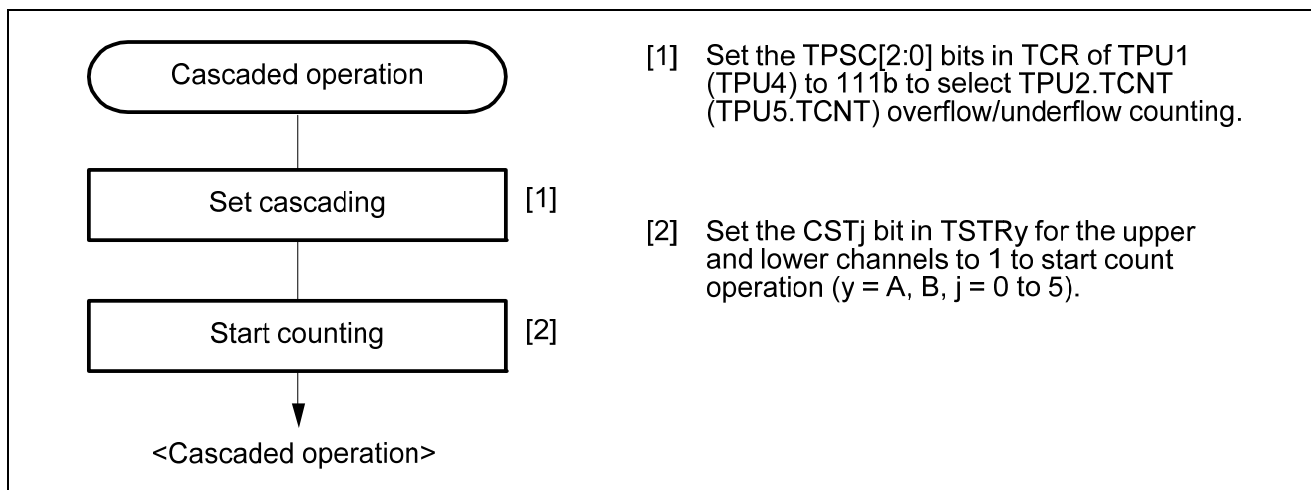 Cascaded operation
Set cascading
[1]
Start counting
[2]
<Cascaded operation>
[1] Set the TPSC[2:0] bits in TCR of TPU1
(TPU4) to 111b to select TPU2.TCNT
(TPU5.TCNT) overflow/underflow counting.
[2] Set the CSTj bit in TSTRy for the upper
and lower channels to 1 to start count
operation (y = A, B, j = 0 to 5).